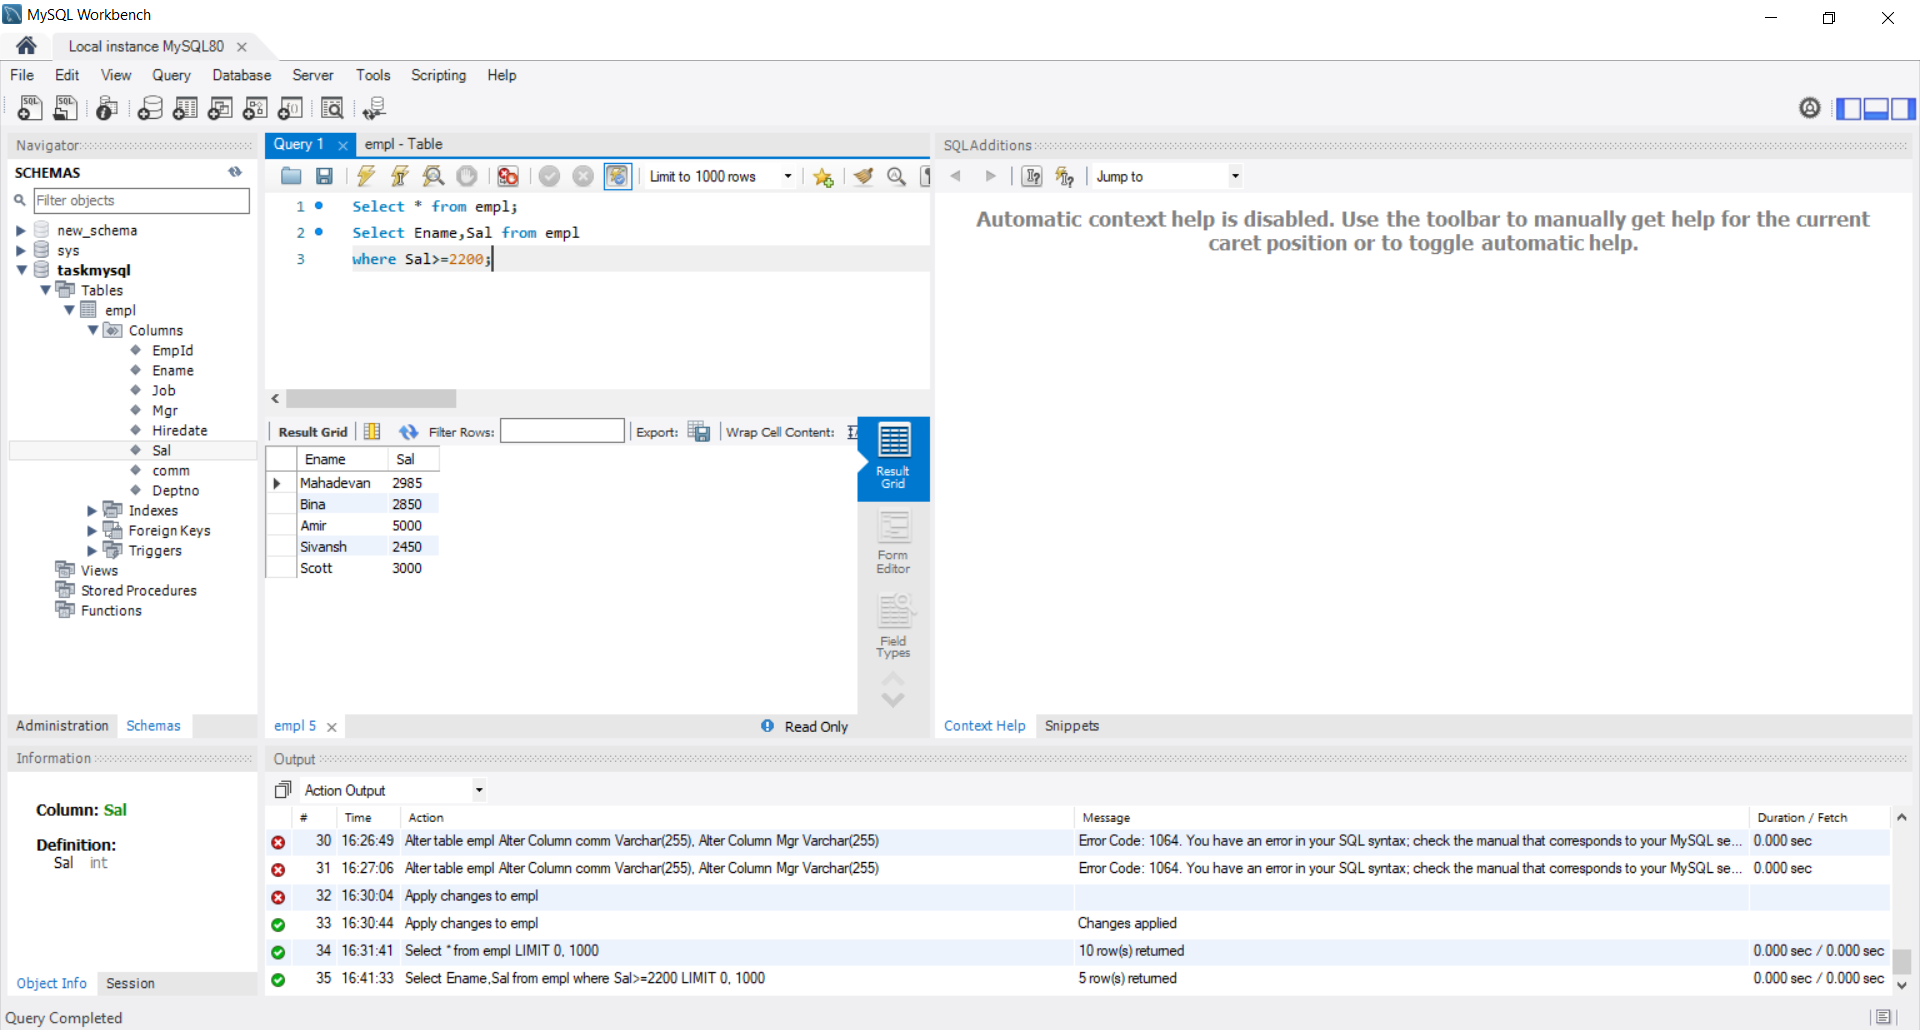 MySQL Workbench
Local instance MySQL80
File Edit View Query Database Server Tools Scripting Help
Navigator
SCHEMAS
Filter objects
new_schema
sys
taskmysql
Tables
empl
Columns
EmpId
Ename
Job
Mgr
Hiredate
Sal
comm
Deptno
Indexes
Foreign Keys
Triggers
Views
Stored Procedures
Functions
Administration Schemas
Information
Column: Sal
Definition:
Sal int
Object Info Session
Query 1 empl - Table
Limit to 1000 rows
1 Select * from empl;
2 Select Ename,Sal from empl
3 where Sal>=2200;
Result Grid Filter Rows: Export: Wrap Cell Content:
Ename Sal
Mahadevan 2985
Bina 2850
Amir 5000
Sivansh 2450
Scott 3000
Result
Grid
Form
Editor
Field
Types
empl 5 Read Only
SQLAdditions
Jump to
Automatic context help is disabled. Use the toolbar to manually get help for the current
caret position or to toggle automatic help.
Context Help Snippets
Output
Action Output
# Time Action Message Duration / Fetch
30 16:26:49 Alter table empl Alter Column comm Varchar(255), Alter Column Mgr Varchar(255) Error Code: 1064. You have an error in your SQL syntax; check the manual that corresponds to your MySQL se... 0.000 sec
31 16:27:06 Alter table empl Alter Column comm Varchar(255), Alter Column Mgr Varchar(255) Error Code: 1064. You have an error in your SQL syntax; check the manual that corresponds to your MySQL se... 0.000 sec
32 16:30:04 Apply changes to empl
33 16:30:44 Apply changes to empl Changes applied
34 16:31:41 Select * from empl LIMIT 0, 1000 10 row(s) returned 0.000 sec / 0.000 sec
35 16:41:33 Select Ename,Sal from empl where Sal>=2200 LIMIT 0, 1000 5 row(s) returned 0.000 sec / 0.000 sec
Query Completed